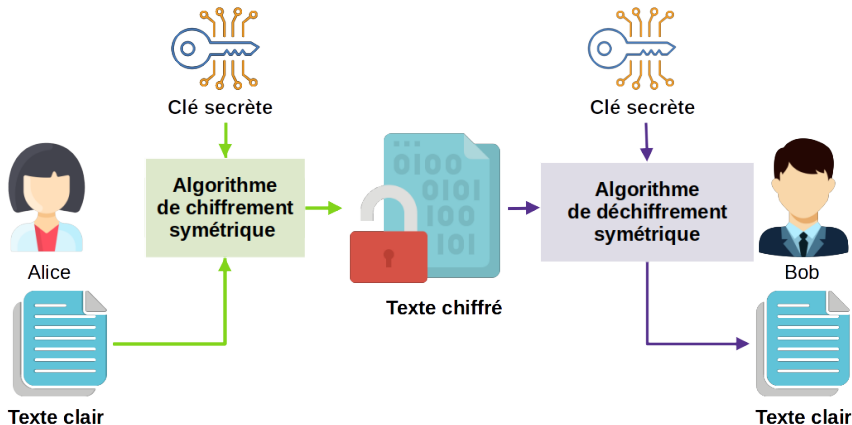 Clé secrète
Clé secrète
Algorithme
de chiffrement
symétrique
0100
0101
100
101
Algorithme
de déchiffrement
symétrique
Alice
Bob
Texte chiffré
Texte clair
Texte clair